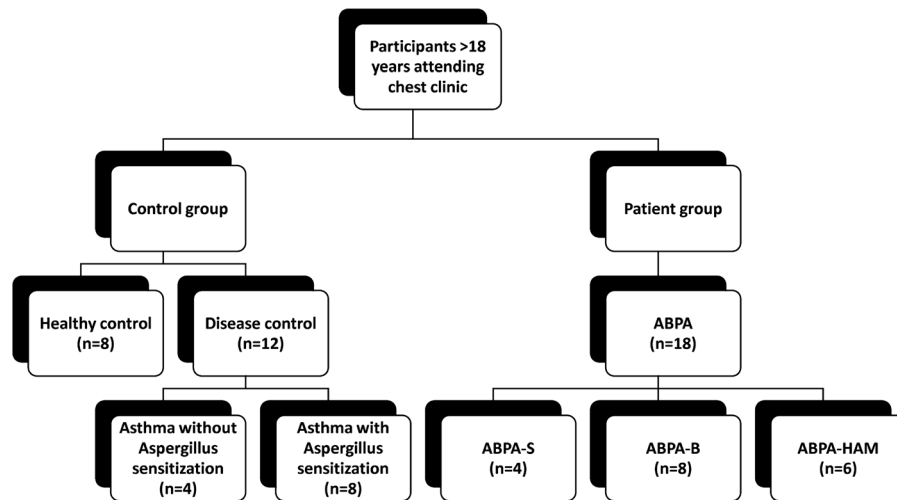 Participants >18
years attending
chest clinic
Control group
Patient group
Healthy control
(n=8)
Disease control
(n=12)
ABPA
(n=18)
Asthma without
Aspergillus
sensitization
(n=4)
Asthma with
Aspergillus
sensitization
(n=8)
ABPA-S
(n=4)
ABPA-B
(n=8)
ABPA-HAM
(n=6)